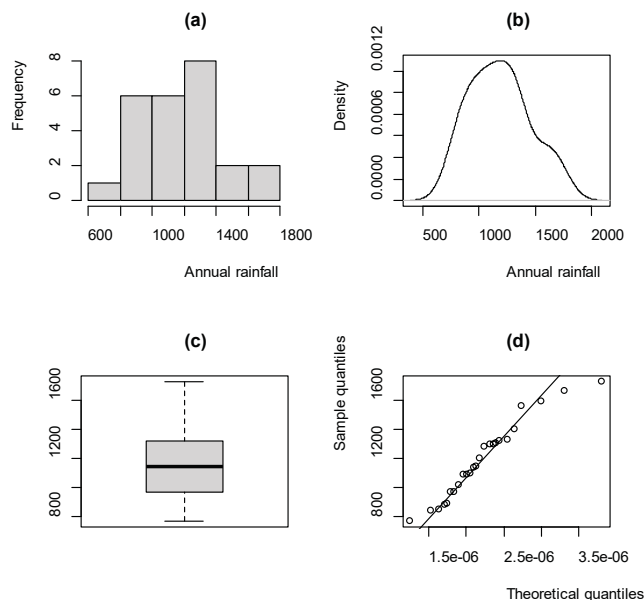 (a)
Frequency
0 2 4 6 8
600 1000 1400 1800
Annual rainfall
(b)
Density
0.0000 0.0006 0.0012
500 1000 1500 2000
Annual rainfall
(c)
800 1200 1600
(d)
Sample quantiles
800 1200 1600
1.5e-06 2.5e-06 3.5e-06
Theoretical quantiles